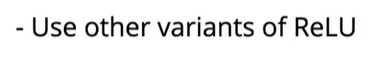 - Use other variants of ReLU